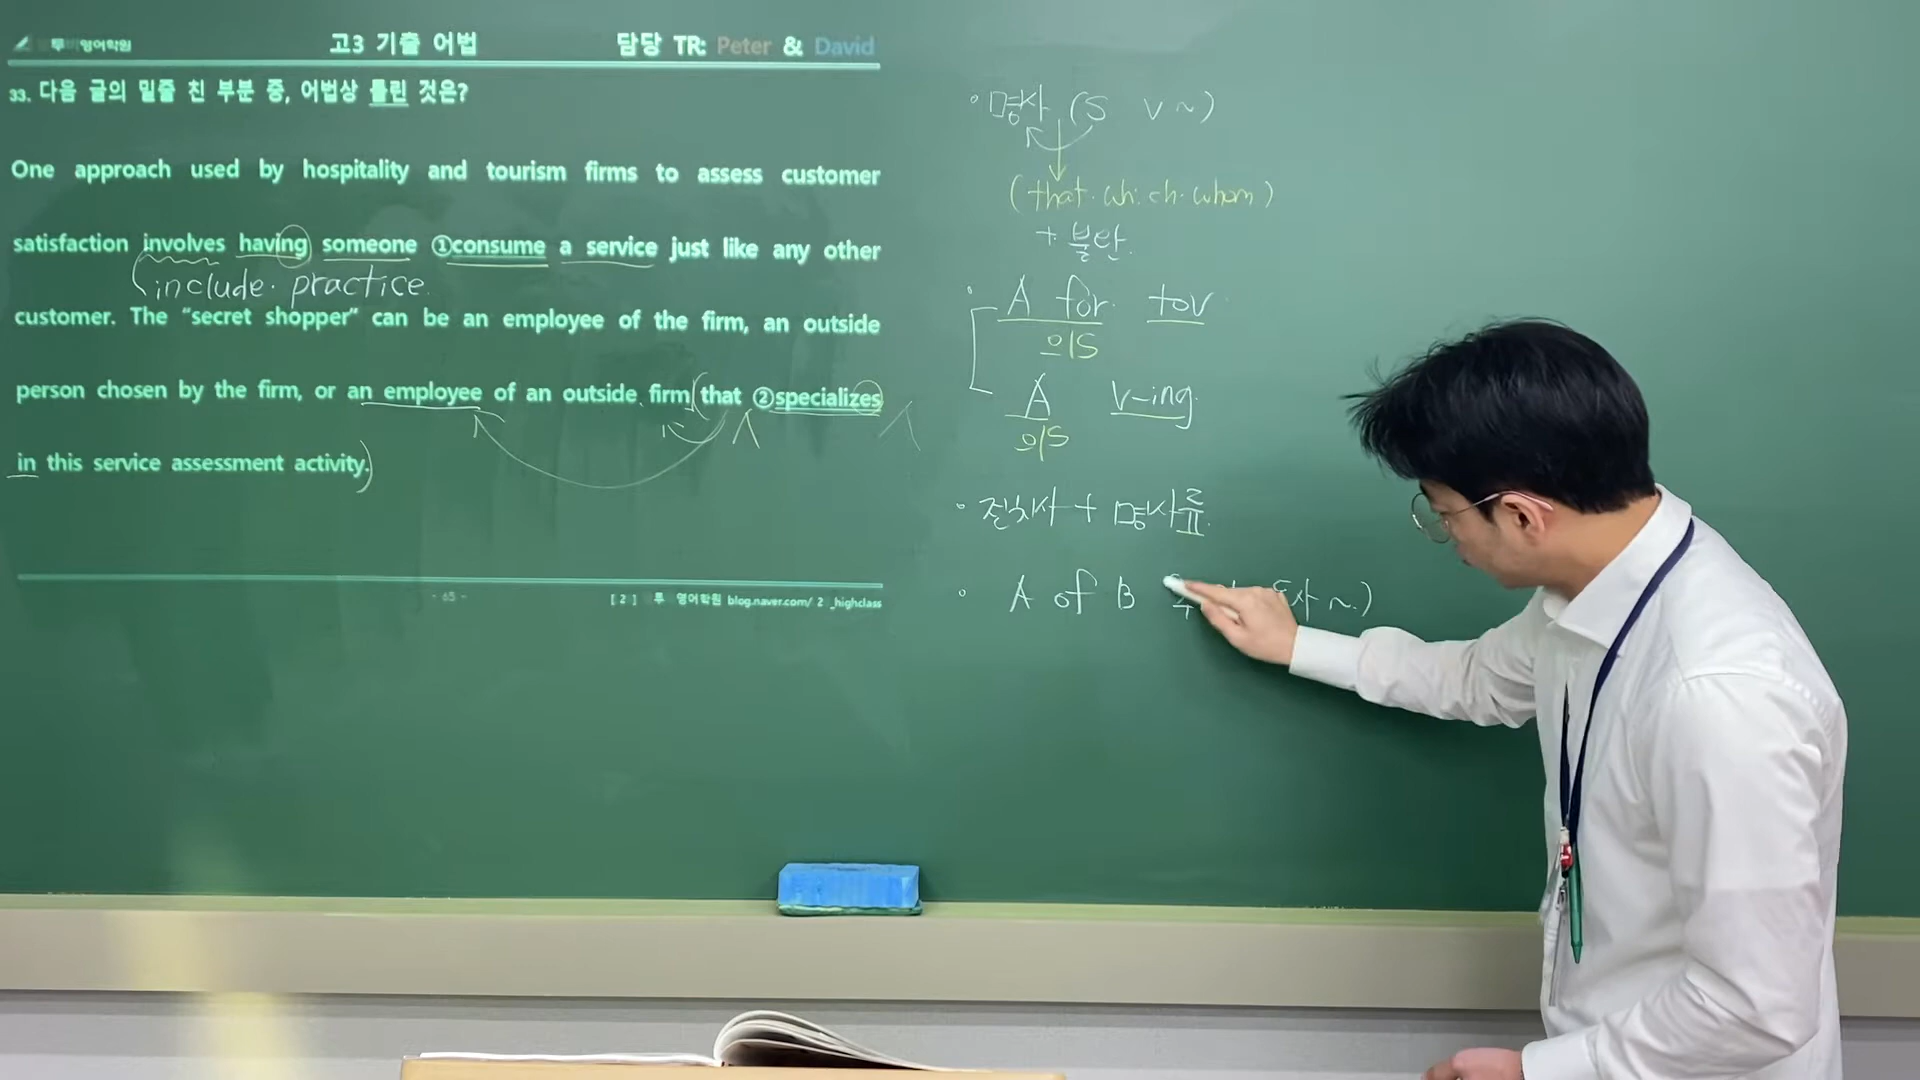 투 영어학원 고3 기출 어법 담당 TR: Peter & David
33. 다음 글의 밑줄 친 부분 중, 어법상 틀린 것은?
One approach used by hospitality and tourism firms to assess customer
satisfaction involves having someone ①consume a service just like any other
include. practice.
customer. The “secret shopper” can be an employee of the firm, an outside
person chosen by the firm, or an employee of an outside firm (that ②specializes
in this service assessment activity.)
- 65 - [ 2 ] 투 영어학원 blog.naver.com/ 2 _highclass
• 명사 (S V ~)
(that. which. whom)
+ 불완.
• A for. to V
의S
A V-ing.
의S
• 전치사 + 명사류.
• A of B 동사 ~.)